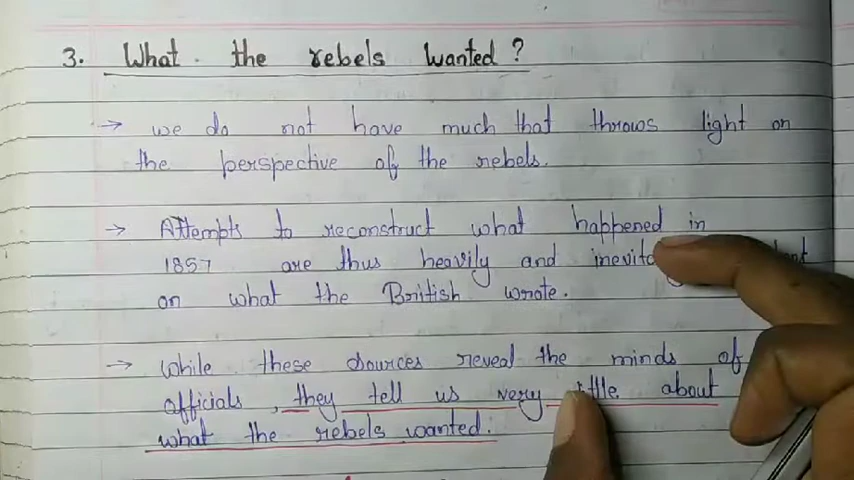 3. What the rebels wanted?
→ we do not have much that throws light on
the perspective of the rebels.
→ Attempts to reconstruct what happened in
1857 are thus heavily and
on what the British wrote.
→ While these sources reveal the minds of
officials, they tell us very about
what the rebels wanted.